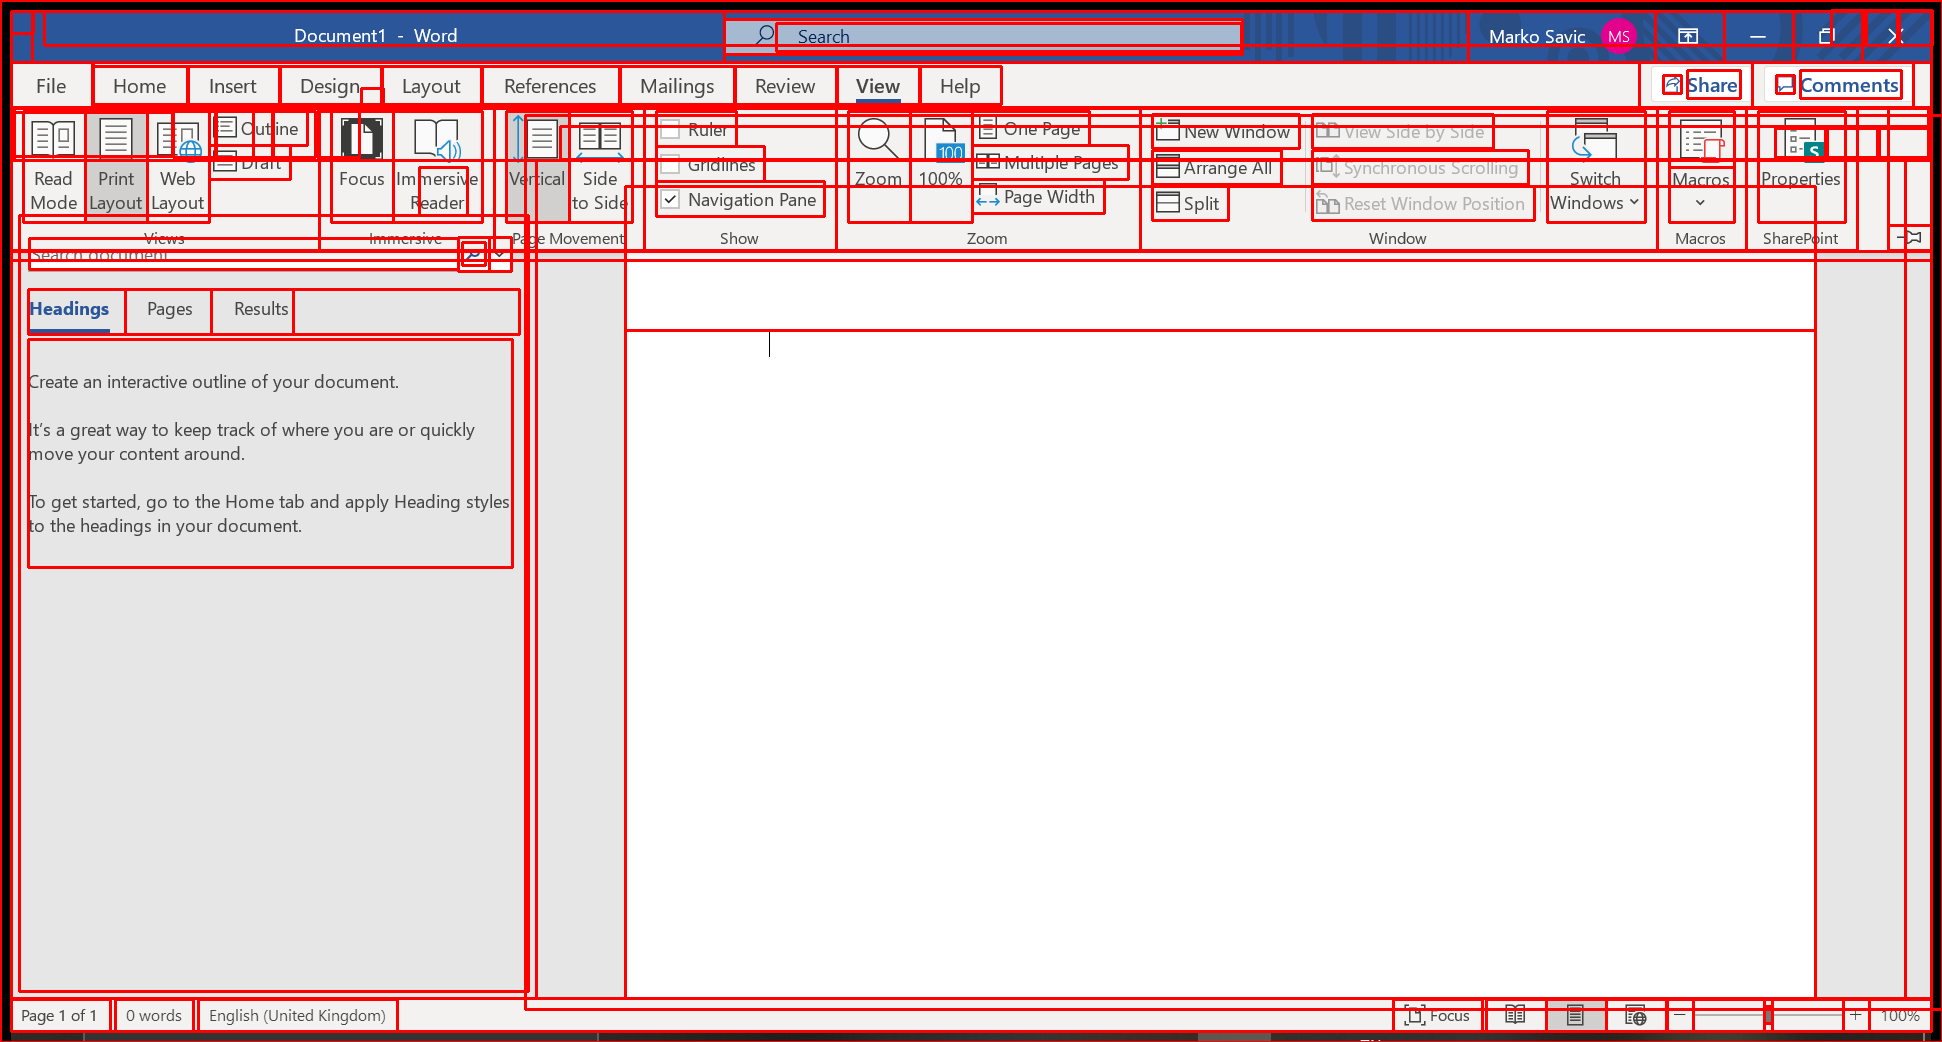 Document1 - Word
Search
Marko Savic MS
File Home Insert Design Layout References Mailings Review View Help Share Comments
Read Mode
Print Layout
Web Layout
Outline
Draft
Views
Focus
Immersive Reader
Immersive
Vertical
Side to Side
Page Movement
Ruler
Gridlines
Navigation Pane
Show
Zoom
100
100%
One Page
Multiple Pages
Page Width
Zoom
New Window
Arrange All
Split
View Side by Side
Synchronous Scrolling
Reset Window Position
Switch Windows
Window
Macros
Macros
S
Properties
SharePoint
Search document
Headings Pages Results
Create an interactive outline of your document.
It's a great way to keep track of where you are or quickly
move your content around.
To get started, go to the Home tab and apply Heading styles
to the headings in your document.
Page 1 of 1 0 words English (United Kingdom) Focus 100%